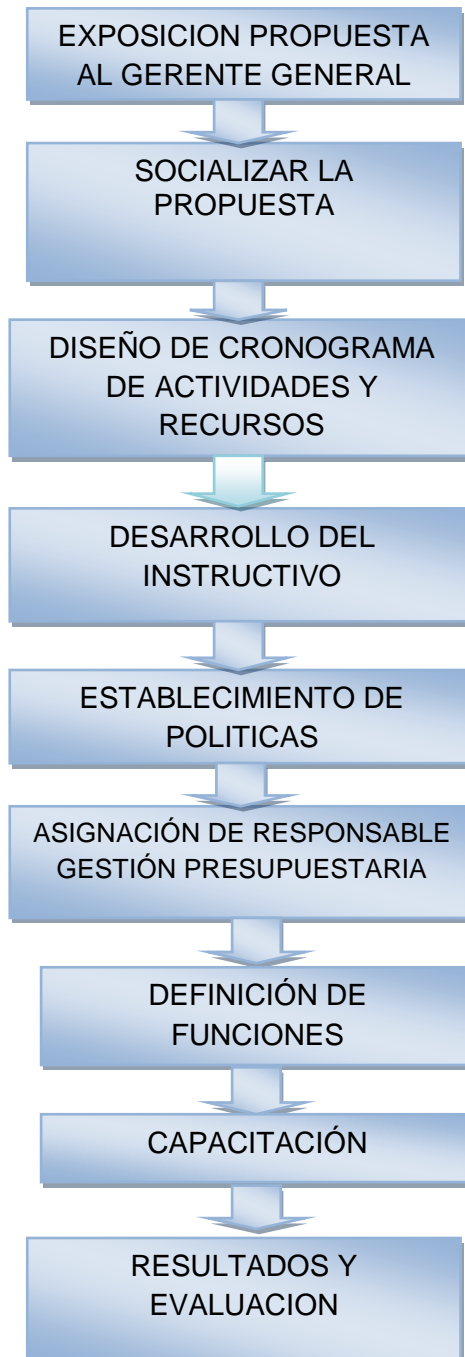 EXPOSICION PROPUESTA
AL GERENTE GENERAL
SOCIALIZAR LA
PROPUESTA
DISEÑO DE CRONOGRAMA
DE ACTIVIDADES Y
RECURSOS
DESARROLLO DEL
INSTRUCTIVO
ESTABLECIMIENTO DE
POLITICAS
ASIGNACIÓN DE RESPONSABLE
GESTIÓN PRESUPUESTARIA
DEFINICIÓN DE
FUNCIONES
CAPACITACIÓN
RESULTADOS Y
EVALUACION